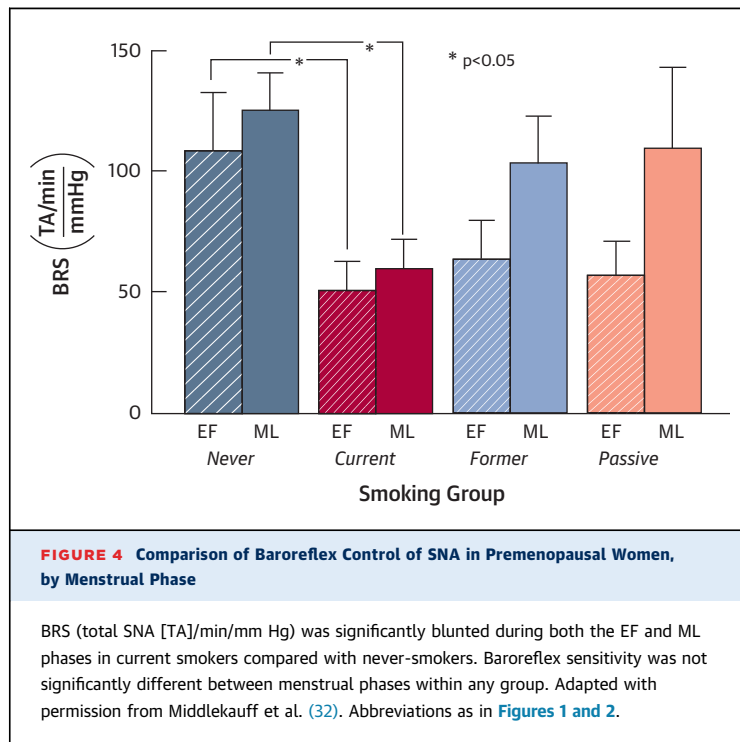 150
100
50
0
BRS (TA/min / mmHg)
* * * p<0.05
EF ML EF ML EF ML EF ML
Never Current Former Passive
Smoking Group
FIGURE 4 Comparison of Baroreflex Control of SNA in Premenopausal Women,
by Menstrual Phase
BRS (total SNA [TA]/min/mm Hg) was significantly blunted during both the EF and ML
phases in current smokers compared with never-smokers. Baroreflex sensitivity was not
significantly different between menstrual phases within any group. Adapted with
permission from Middlekauff et al. (32). Abbreviations as in Figures 1 and 2.